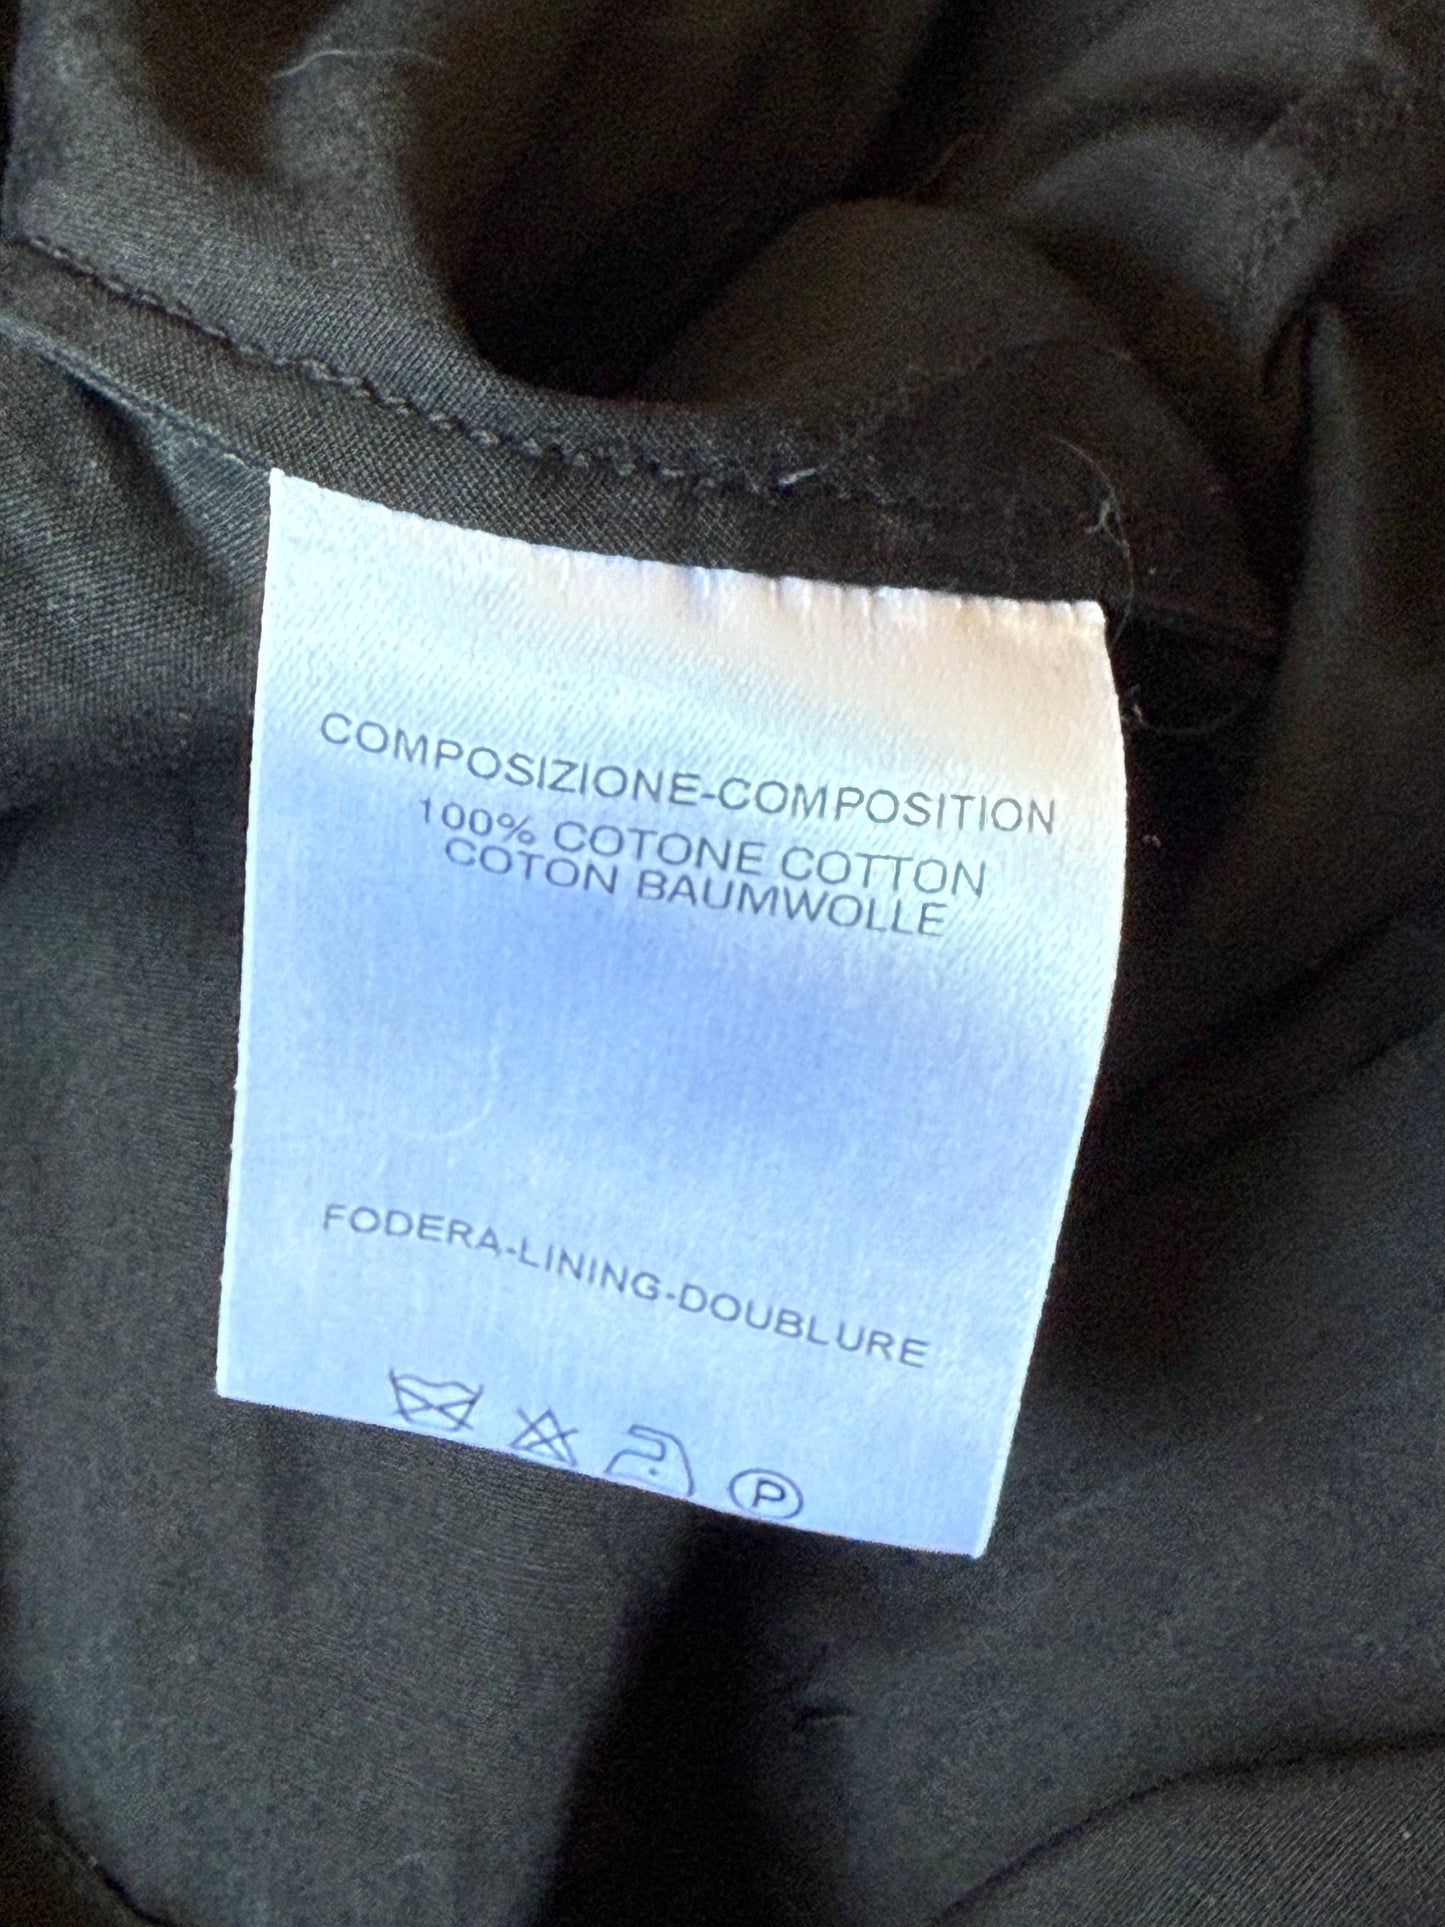 COMPOSIZIONE-COMPOSITION
100% COTONE COTTON
COTON BAUMWOLLE
FODERA-LINING-DOUBLURE
P